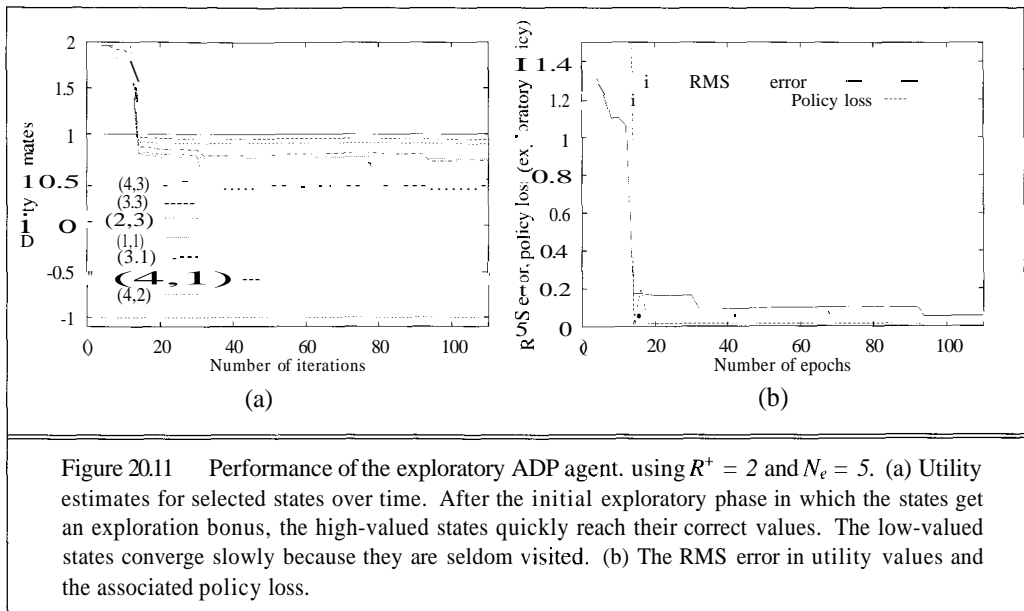 2
1.5
1
1 0.5
0
-0.5
-1
ity
mates
D
(4,3)
(3.3)
(2,3)
(1,1)
(3.1)
(4,1)
(4,2)
0 20 40 60 80 100
Number of iterations
(a)
1.4
1.2
1
0.8
0.6
0.4
0.2
0
RMS error
Policy loss
0 20 40 60 80 100
Number of epochs
(b)
Figure 20.11 Performance of the exploratory ADP agent. using R+ = 2 and Ne = 5. (a) Utility
estimates for selected states over time. After the initial exploratory phase in which the states get
an exploration bonus, the high-valued states quickly reach their correct values. The low-valued
states converge slowly because they are seldom visited. (b) The RMS error in utility values and
the associated policy loss.